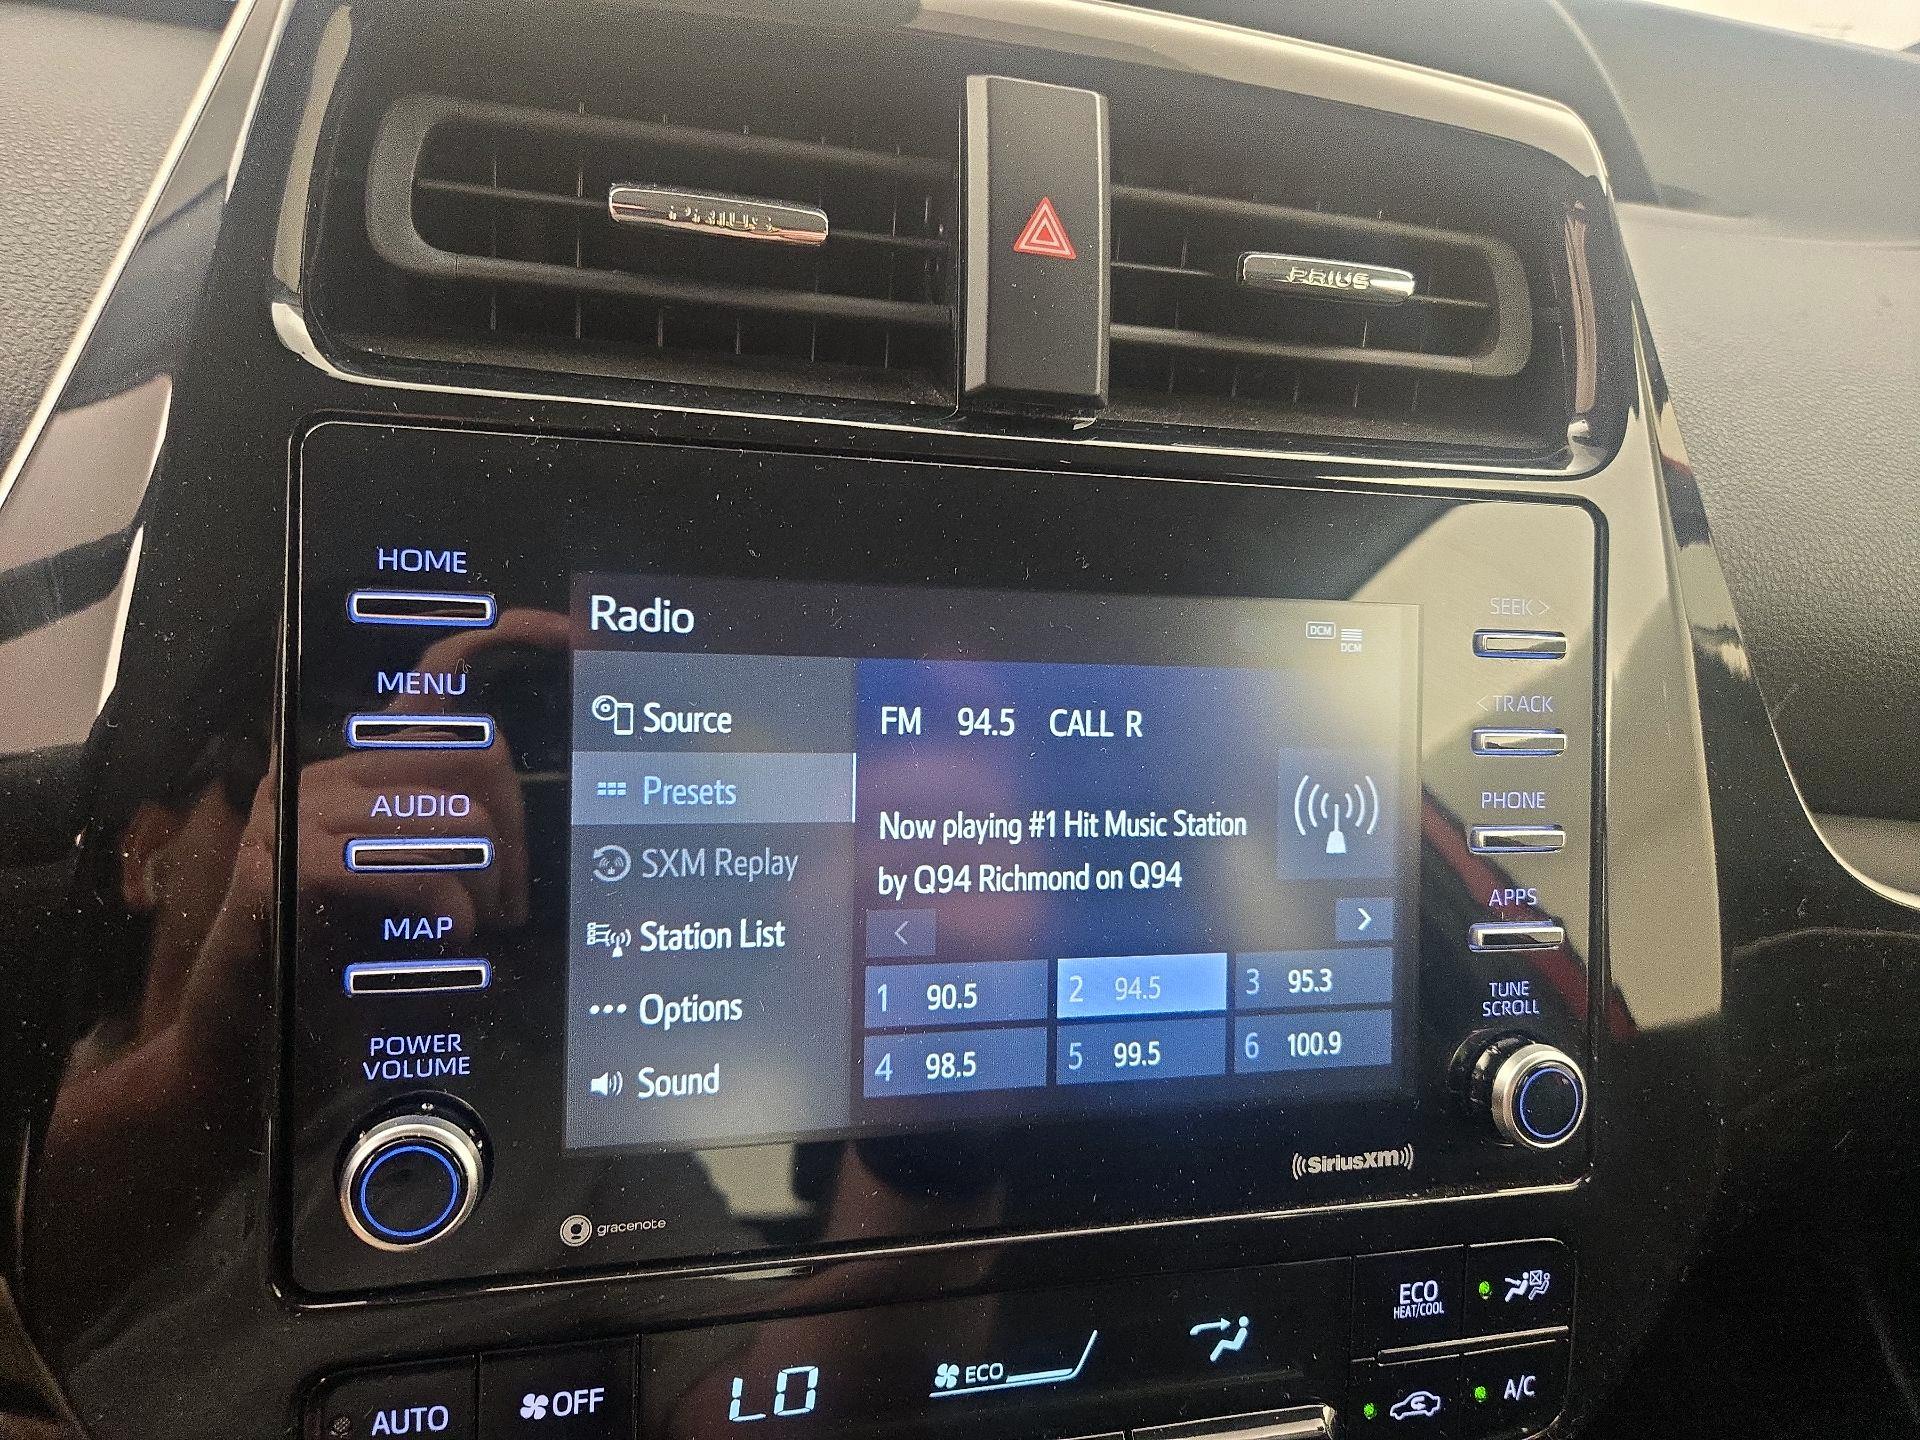 PRIUS
PRIUS
HOME
MENU
AUDIO
MAP
POWER
VOLUME
Radio
DCM
DCM
Source
Presets
SXM Replay
Station List
Options
Sound
FM 94.5 CALL R
Now playing #1 Hit Music Station
by Q94 Richmond on Q94
<
>
1 90.5
2 94.5
3 95.3
4 98.5
5 99.5
6 100.9
SEEK >
< TRACK
PHONE
APPS
TUNE
SCROLL
((SiriusXM))
gracenote
AUTO
OFF
LO
ECO
ECO
HEAT/COOL
A/C